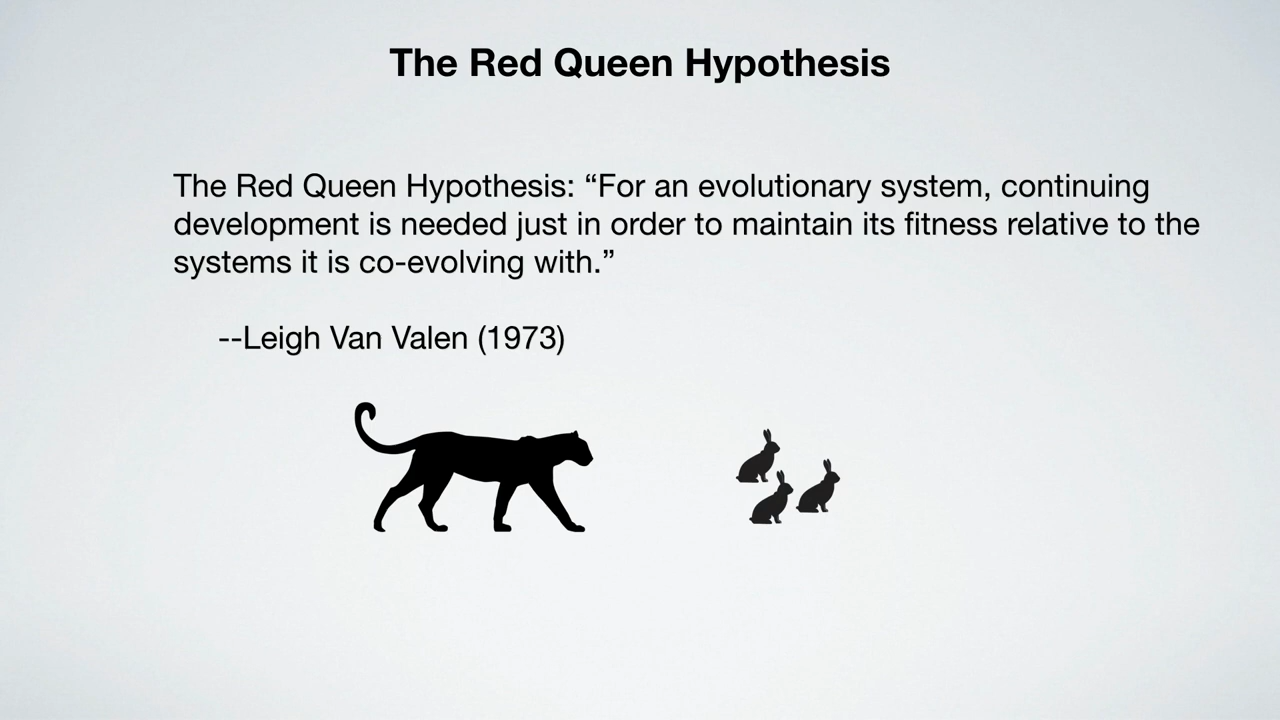 The Red Queen Hypothesis
The Red Queen Hypothesis: “For an evolutionary system, continuing
development is needed just in order to maintain its fitness relative to the
systems it is co-evolving with.”
--Leigh Van Valen (1973)